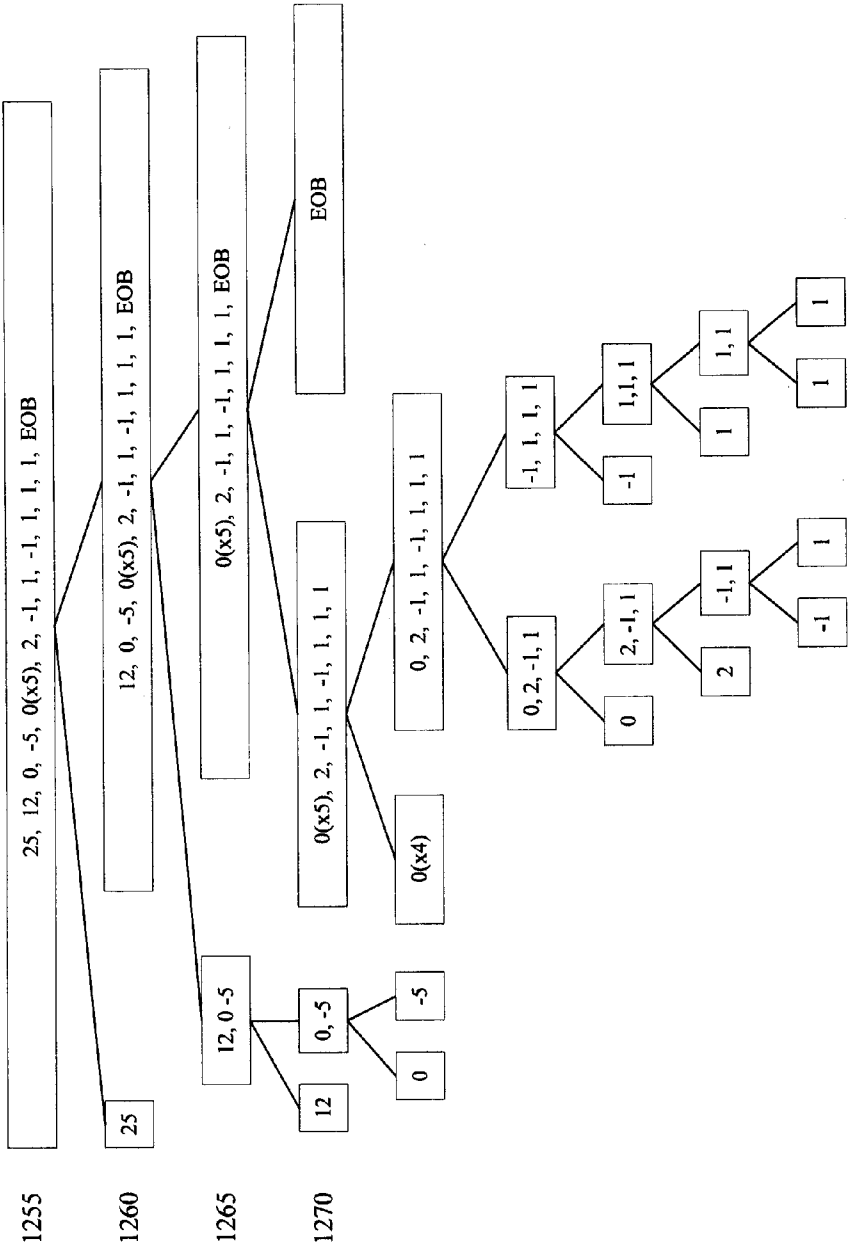 1255
25, 12, 0, -5, 0(x5), 2, -1, 1, -1, 1, 1, 1, EOB
1260
25
12, 0, -5, 0(x5), 2, -1, 1, -1, 1, 1, 1, EOB
1265
12, 0 -5
0(x5), 2, -1, 1, -1, 1, 1, 1, EOB
1270
12
0, -5
0(x5), 2, -1, 1, -1, 1, 1, 1
EOB
0
-5
0(x4)
0, 2, -1, 1, -1, 1, 1, 1
0, 2, -1, 1
-1, 1, 1, 1
0
2, -1, 1
-1
1,1, 1
2
-1, 1
1
1, 1
-1
1
1
1